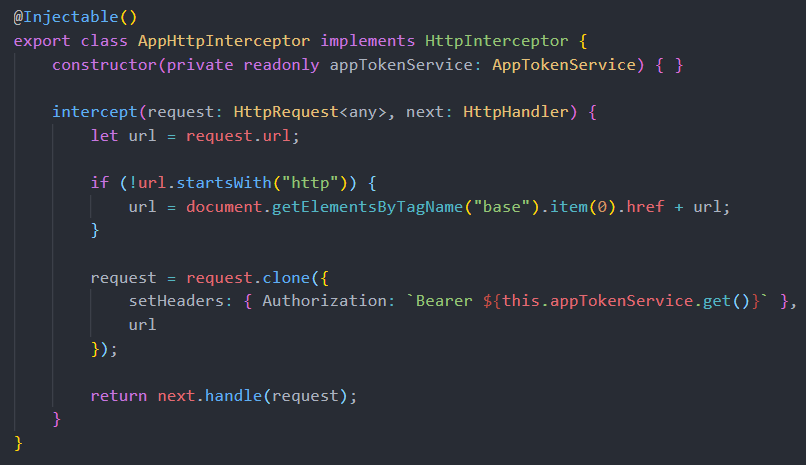 @Injectable()
export class AppHttpInterceptor implements HttpInterceptor {
    constructor(private readonly appTokenService: AppTokenService) { }

    intercept(request: HttpRequest<any>, next: HttpHandler) {
        let url = request.url;

        if (!url.startsWith("http")) {
            url = document.getElementsByTagName("base").item(0).href + url;
        }

        request = request.clone({
            setHeaders: { Authorization: `Bearer ${this.appTokenService.get()}` },
            url
        });

        return next.handle(request);
    }
}